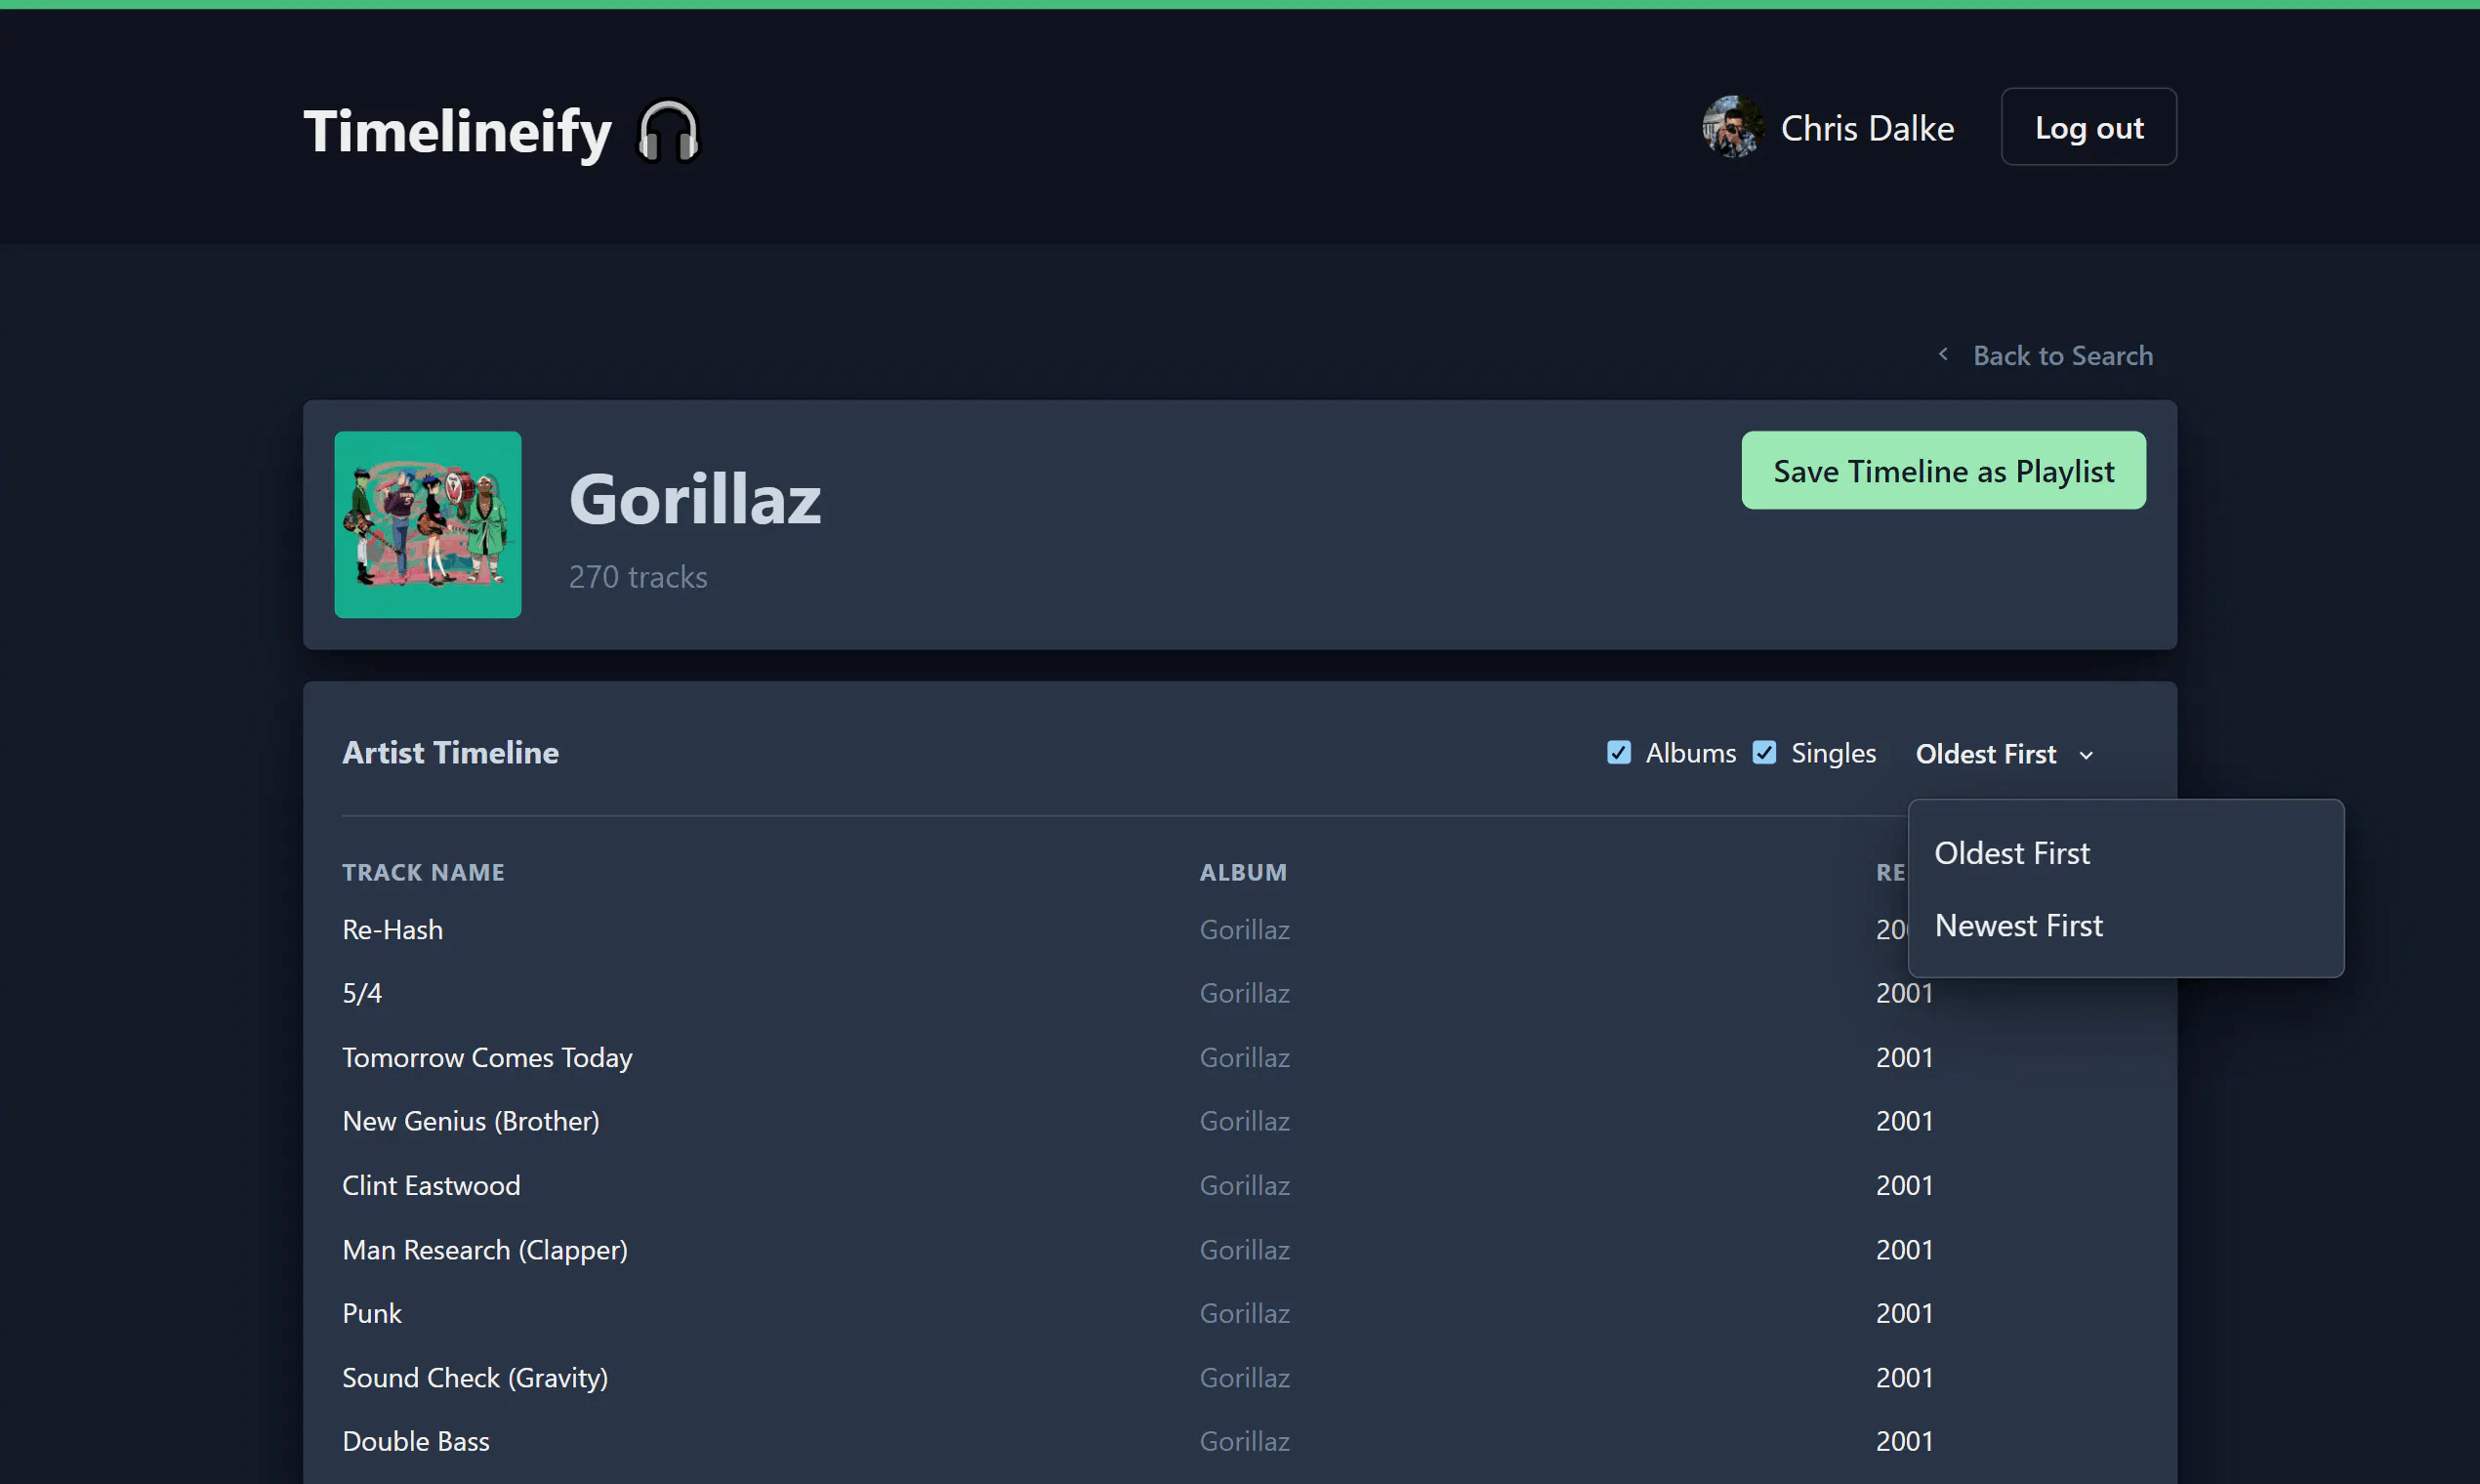 Timelineify
Chris Dalke
Log out
Back to Search
Gorillaz
270 tracks
Save Timeline as Playlist
Artist Timeline
Albums Singles Oldest First
Oldest First
Newest First
TRACK NAME ALBUM
Re-Hash Gorillaz
5/4 Gorillaz 2001
Tomorrow Comes Today Gorillaz 2001
New Genius (Brother) Gorillaz 2001
Clint Eastwood Gorillaz 2001
Man Research (Clapper) Gorillaz 2001
Punk Gorillaz 2001
Sound Check (Gravity) Gorillaz 2001
Double Bass Gorillaz 2001